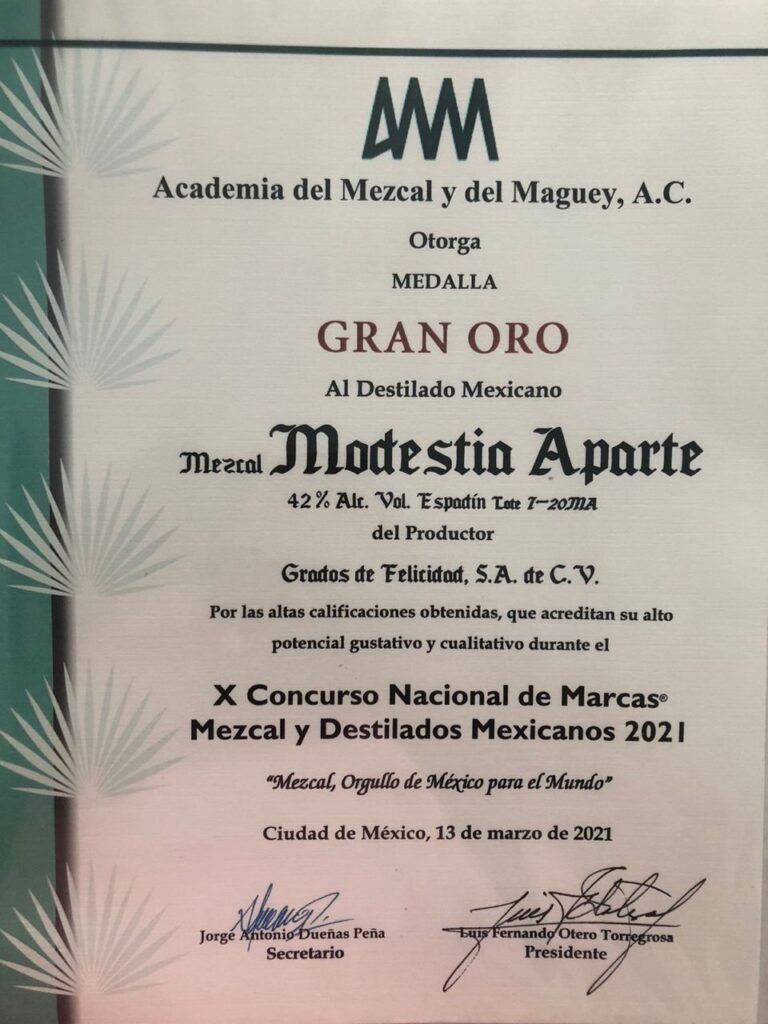 AMM
Academia del Mezcal y del Maguey, A.C.
Otorga
MEDALLA
GRAN ORO
Al Destilado Mexicano
Mezcal Modestia Aparte
42% Alc. Vol. Espadín Lote 1-20MA
del Productor
Grados de Felicidad, S.A. de C.V.
Por las altas calificaciones obtenidas, que acreditan su alto
potencial gustativo y cualitativo durante el
X Concurso Nacional de Marcas®
Mezcal y Destilados Mexicanos 2021
"Mezcal, Orgullo de México para el Mundo"
Ciudad de México, 13 de marzo de 2021
Jorge Antonio Dueñas Peña
Secretario
Luis Fernando Otero Torregrosa
Presidente